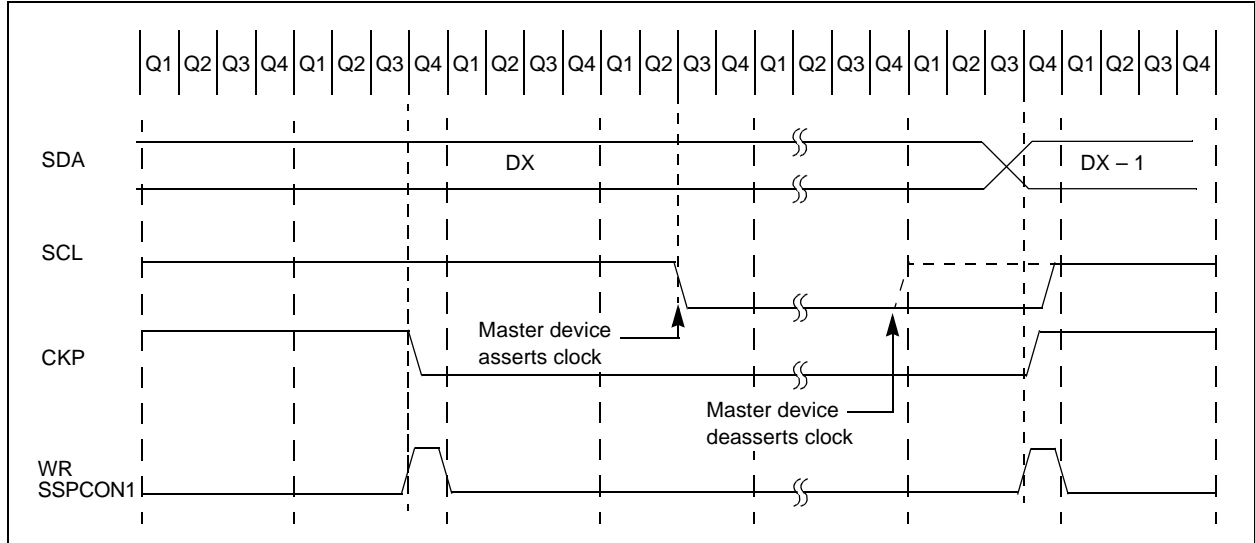 Q1 Q2 Q3 Q4 Q1 Q2 Q3 Q4 Q1 Q2 Q3 Q4 Q1 Q2 Q3 Q4 Q1 Q2 Q3 Q4 Q1 Q2 Q3 Q4 Q1 Q2 Q3 Q4
SDA
DX
DX – 1
SCL
Master device
asserts clock
CKP
Master device
deasserts clock
WR
SSPCON1